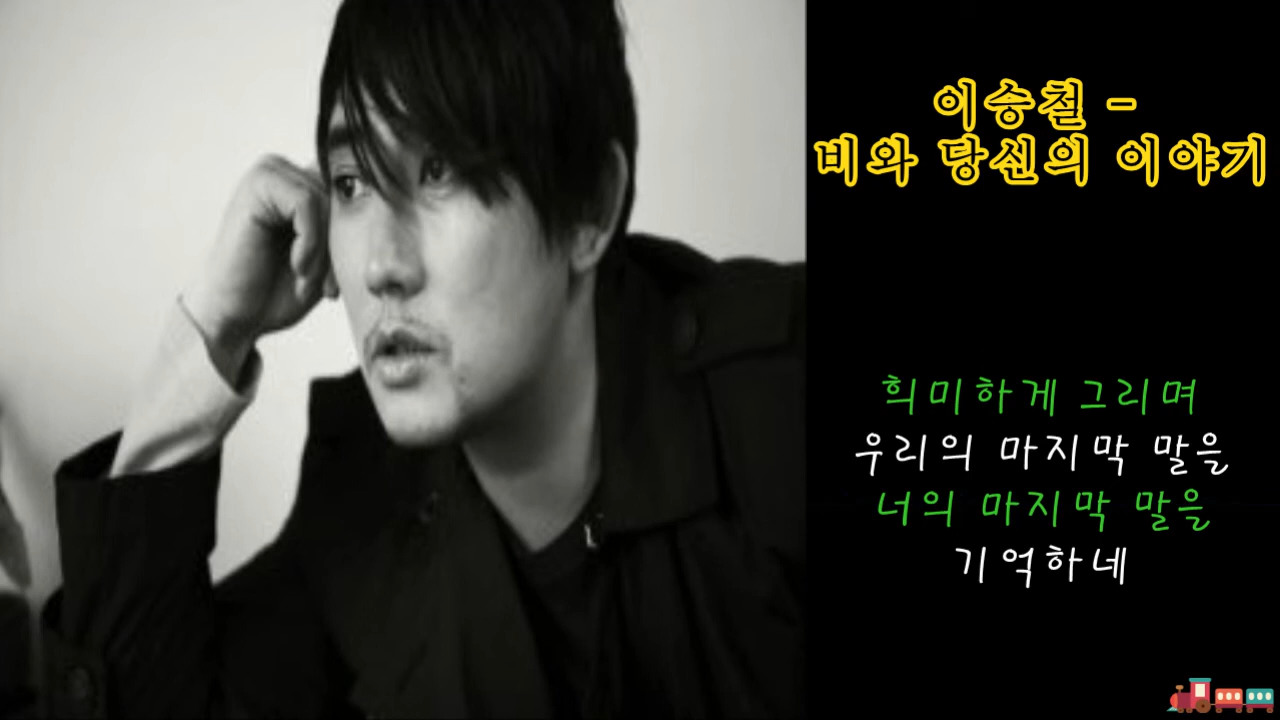 이승철 -
비와 당신의 이야기
희미하게 그리며
우리의 마지막 말을
너의 마지막 말을
기억하네